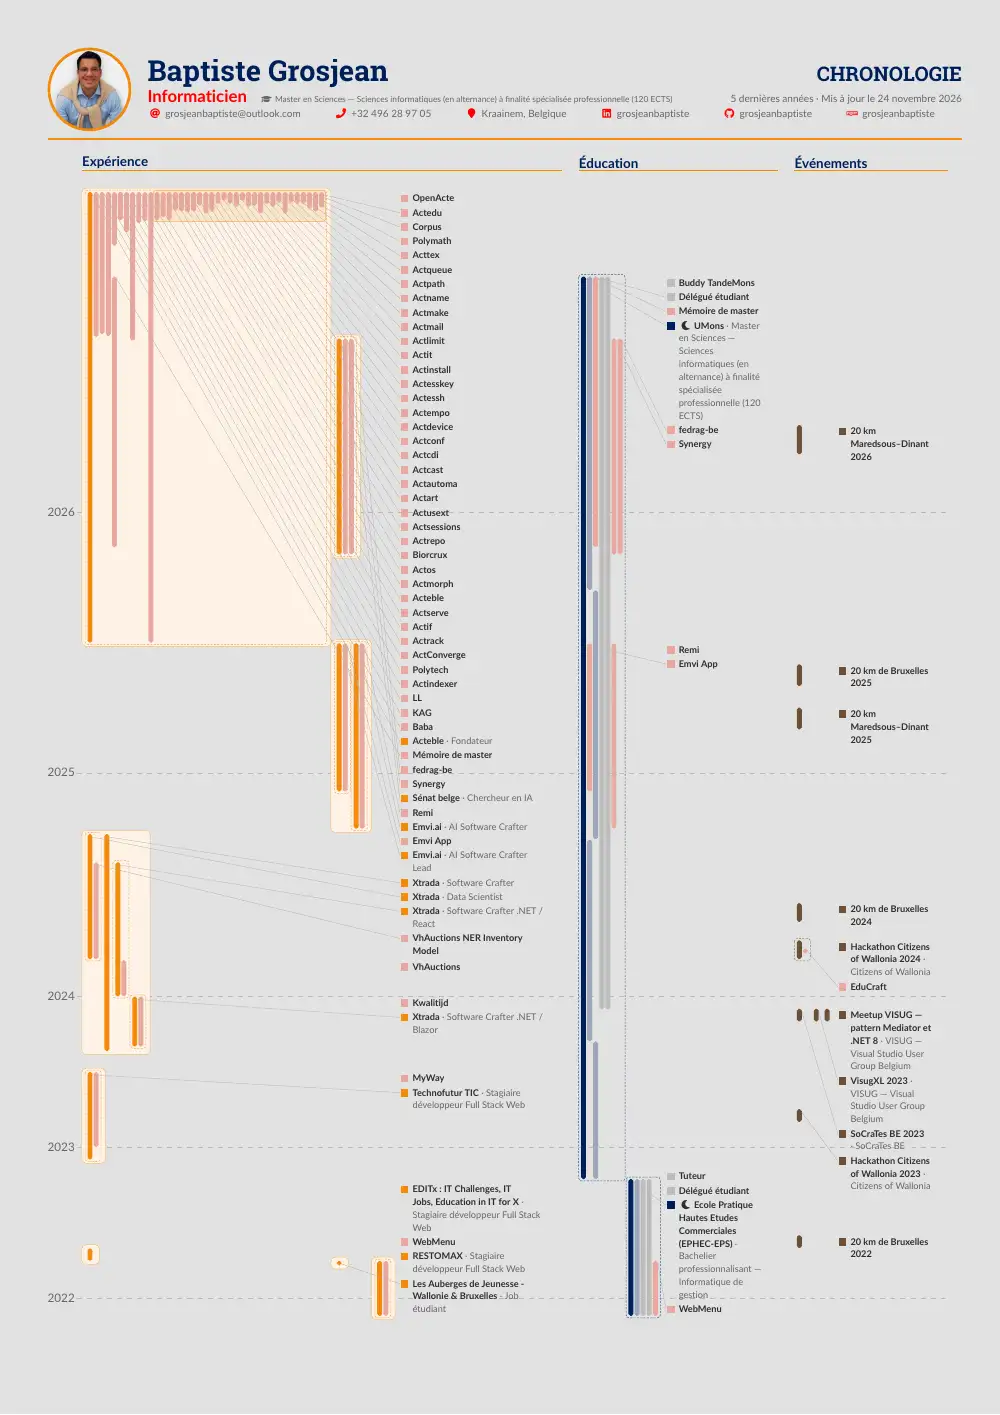 Baptiste Grosjean
CHRONOLOGIE
Informaticien
Master en Sciences — Sciences informatiques (en alternance) à finalité spécialisée professionnelle (120 ECTS)
5 dernières années · Mis à jour le 24 novembre 2026
grosjeanbaptiste@outlook.com
+32 496 28 97 05
Kraainem, Belgique
grosjeanbaptiste
grosjeanbaptiste
grosjeanbaptiste
Expérience
OpenActe
Actedu
Corpus
Polymath
Acttex
Actqueue
Actpath
Actname
Actmake
Actmail
Actlimit
Actit
Actinstall
Actesskey
Actessh
Actempo
Actdevice
Actconf
Actcdi
Actcast
Actautoma
Actart
Actusext
Actsessions
Actrepo
Biorcrux
Actos
Actmorph
Acteble
Actserve
Actif
Actrack
ActConverge
Polytech
Actindexer
LL
KAG
Baba
Acteble · Fondateur
Mémoire de master
fedrag-be
Synergy
Sénat belge · Chercheur en IA
Remi
Emvi.ai · AI Software Crafter
Emvi App
Emvi.ai · AI Software Crafter
Lead
Xtrada · Software Crafter
Xtrada · Data Scientist
Xtrada · Software Crafter .NET /
React
VhAuctions NER Inventory
Model
VhAuctions
Kwalitijd
Xtrada · Software Crafter .NET /
Blazor
MyWay
Technofutur TIC · Stagiaire
développeur Full Stack Web
EDITx : IT Challenges, IT
Jobs, Education in IT for X ·
Stagiaire développeur Full Stack
Web
WebMenu
RESTOMAX · Stagiaire
développeur Full Stack Web
Les Auberges de Jeunesse -
Wallonie & Bruxelles · Job
étudiant
2026
2025
2024
2023
2022
Éducation
Buddy TandeMons
Délégué étudiant
Mémoire de master
UMons · Master
en Sciences —
Sciences
informatiques (en
alternance) à finalité
spécialisée
professionnelle (120
ECTS)
fedrag-be
Synergy
Remi
Emvi App
Tuteur
Délégué étudiant
Ecole Pratique
Hautes Etudes
Commerciales
(EPHEC-EPS) ·
Bachelier
professionnalisant —
Informatique de
gestion
WebMenu
Événements
20 km
Maredsous–Dinant
2026
20 km de Bruxelles
2025
20 km
Maredsous–Dinant
2025
20 km de Bruxelles
2024
Hackathon Citizens
of Wallonia 2024 ·
Citizens of Wallonia
EduCraft
Meetup VISUG —
pattern Mediator et
.NET 8 · VISUG —
Visual Studio User
Group Belgium
VisugXL 2023 ·
VISUG — Visual
Studio User Group
Belgium
SoCraTes BE 2023
· SoCraTes BE
Hackathon Citizens
of Wallonia 2023 ·
Citizens of Wallonia
20 km de Bruxelles
2022